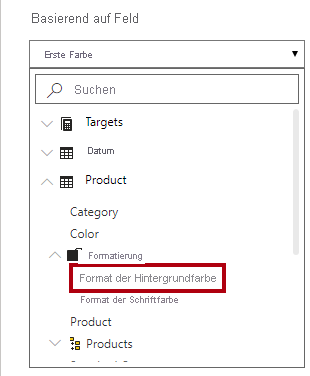 Basierend auf Feld
Erste Farbe
Suchen
Targets
Datum
Product
Category
Color
Formatierung
Format der Hintergrundfarbe
Format der Schriftfarbe
Product
Products